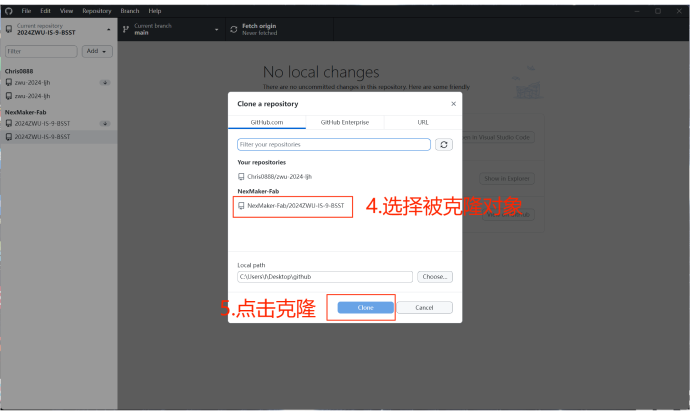 File Edit View Repository Branch Help
Current repository
2024ZWU-IS-9-BSST
Current branch
main
Fetch origin
Never fetched
Filter
Add
Chris0888
zwu-2024-ljh
zwu-2024-ljh
NexMaker-Fab
2024ZWU-IS-9-BSST
2024ZWU-IS-9-BSST
No local changes
There are no uncommitted changes in this repository. Here are some friendly
Clone a repository
GitHub.com GitHub Enterprise URL
Filter your repositories
Your repositories
Chris0888/zwu-2024-ljh
NexMaker-Fab
NexMaker-Fab/2024ZWU-IS-9-BSST
4.选择被克隆对象
in Visual Studio Code
Show in Explorer
Local path
C:\Users\l\Desktop\github
Choose...
5.点击克隆
Clone
Cancel